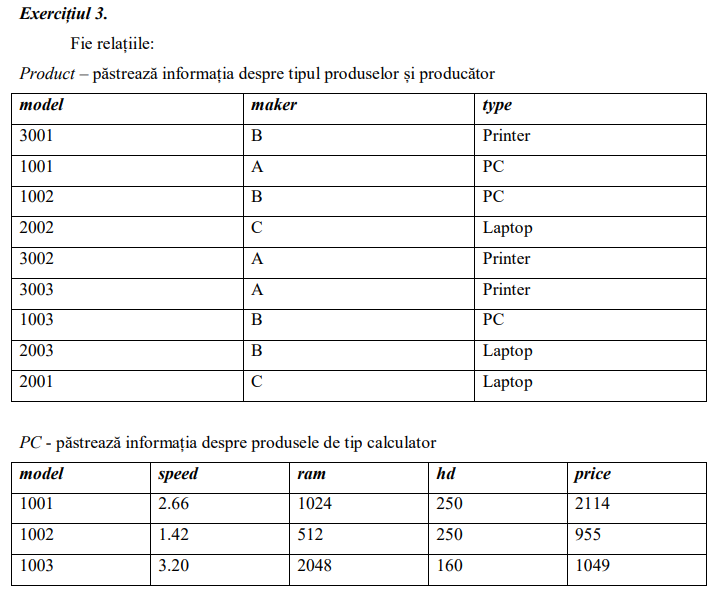 Exercițiul 3.
Fie relațiile:
Product – păstrează informația despre tipul produselor și producător
model maker type
3001 B Printer
1001 A PC
1002 B PC
2002 C Laptop
3002 A Printer
3003 A Printer
1003 B PC
2003 B Laptop
2001 C Laptop
PC - păstrează informația despre produsele de tip calculator
model speed ram hd price
1001 2.66 1024 250 2114
1002 1.42 512 250 955
1003 3.20 2048 160 1049